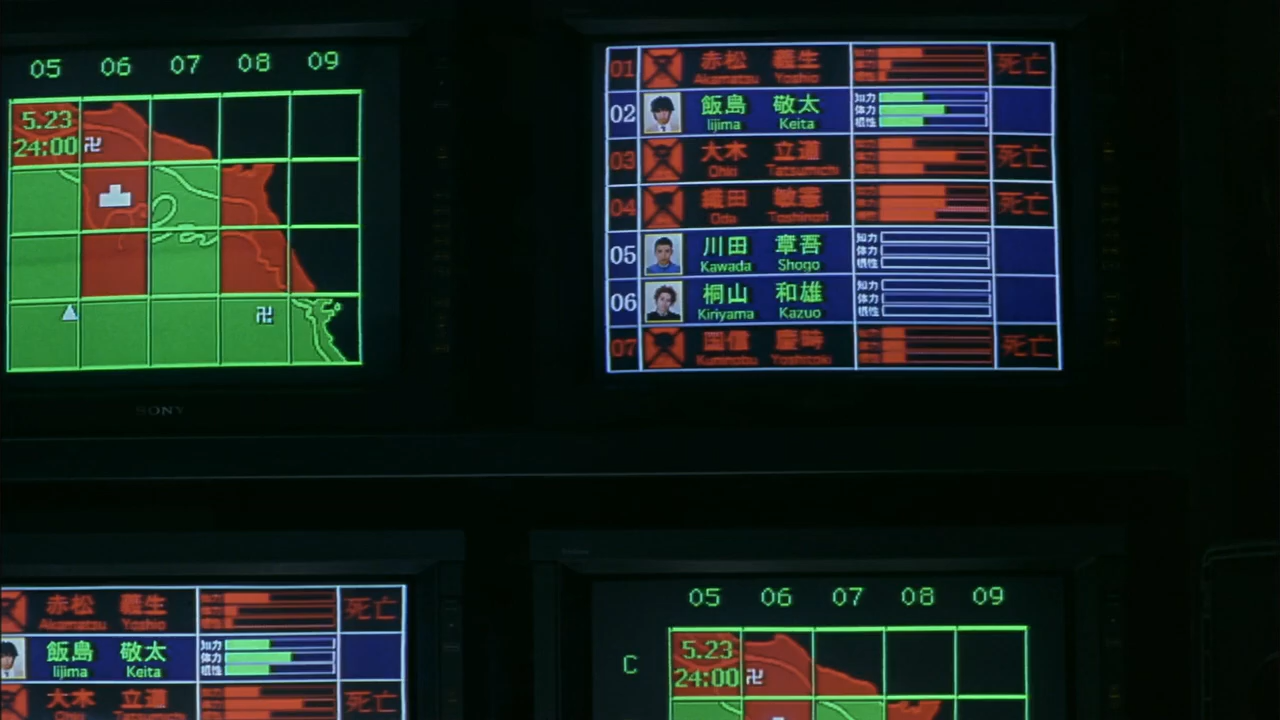 05 06 07 08 09
5.23
24:00 卍
卍
SONY
01 赤松 義生 死亡
Akamatsu Yoshio
02 飯島 敬太 知力 体力 根性
Iijima Keita
03 大木 立道 死亡
Ohki Tatsumichi
04 織田 敏憲 死亡
Oda Toshinori
05 川田 章吾 知力 体力 根性
Kawada Shogo
06 桐山 和雄 知力 体力 根性
Kiriyama Kazuo
07 国信 慶時 死亡
Kuninobu Yoshitoki
赤松 義生 死亡
Akamatsu Yoshio
飯島 敬太 知力 体力 根性
Iijima Keita
大木 立道 死亡
Ohki Tatsumichi
05 06 07 08 09
C 5.23
24:00 卍